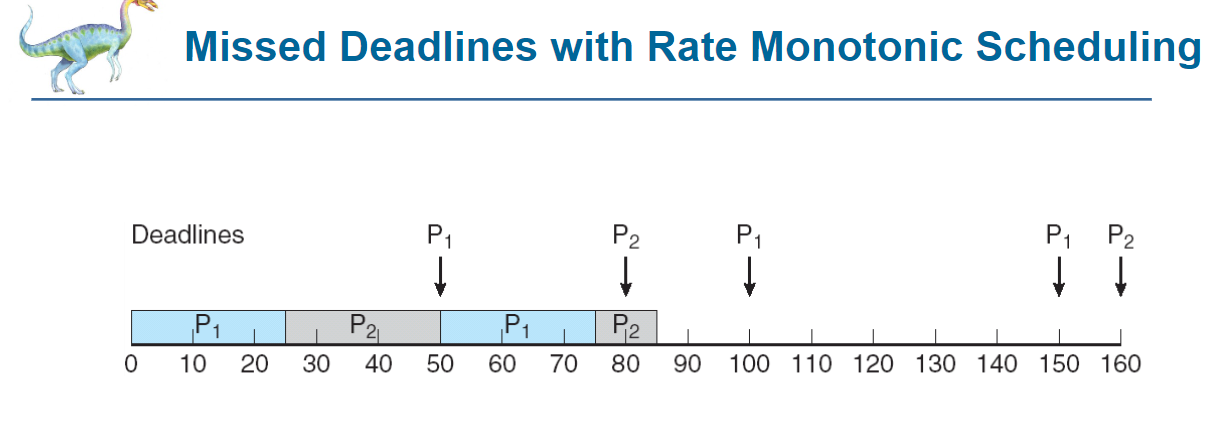 Missed Deadlines with Rate Monotonic Scheduling
Deadlines P₁ P₂ P₁ P₁ P₂
P₁ P₂ P₁ P₂
0 10 20 30 40 50 60 70 80 90 100 110 120 130 140 150 160